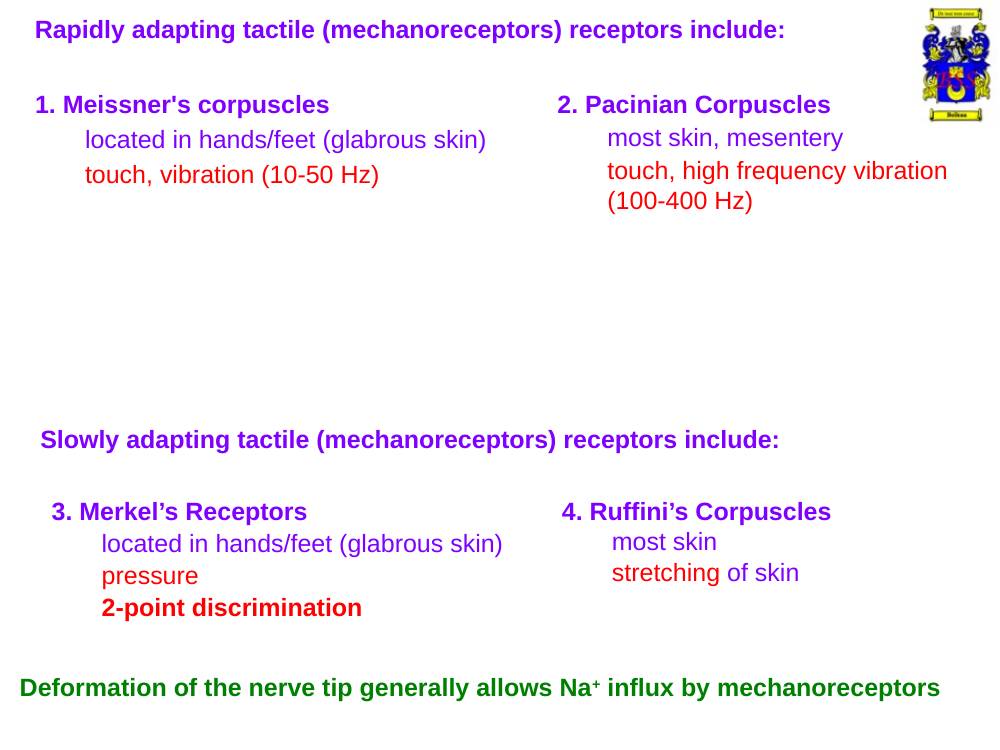 Rapidly adapting tactile (mechanoreceptors) receptors include:
1. Meissner's corpuscles
located in hands/feet (glabrous skin)
touch, vibration (10-50 Hz)
2. Pacinian Corpuscles
most skin, mesentery
touch, high frequency vibration
(100-400 Hz)
Slowly adapting tactile (mechanoreceptors) receptors include:
3. Merkel’s Receptors
located in hands/feet (glabrous skin)
pressure
2-point discrimination
4. Ruffini’s Corpuscles
most skin
stretching of skin
Deformation of the nerve tip generally allows Na⁺ influx by mechanoreceptors